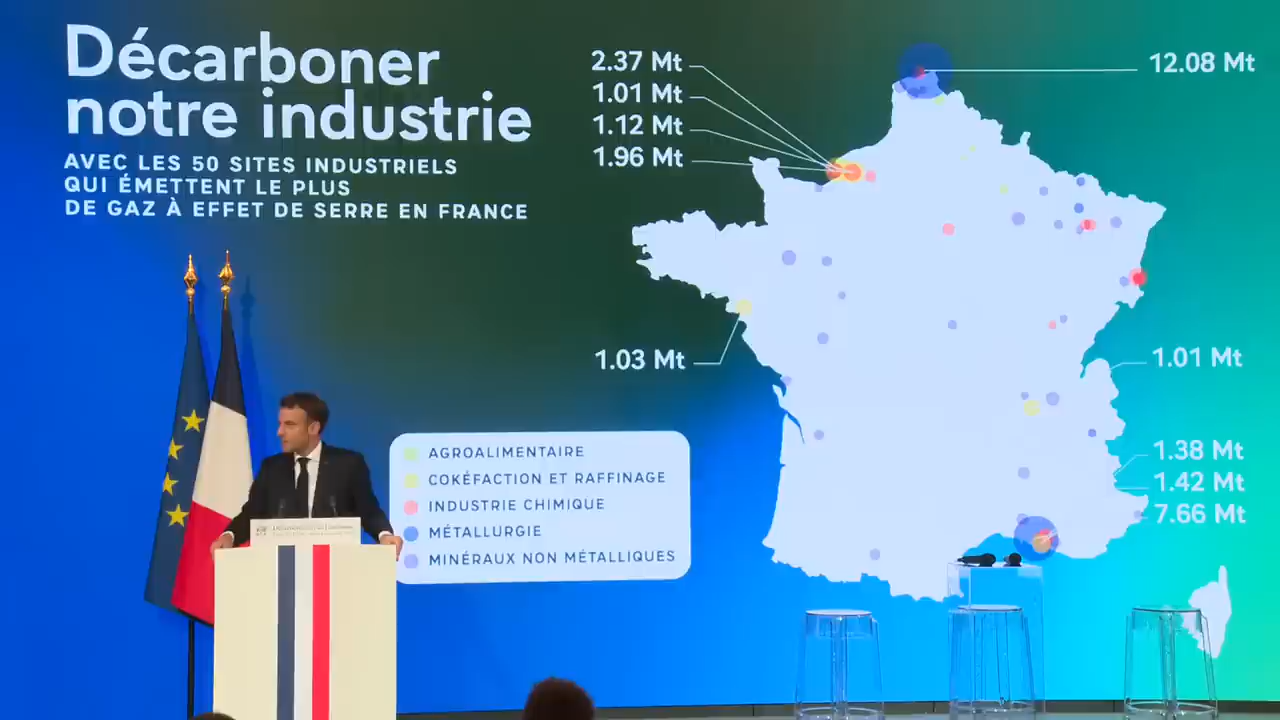 Décarboner
notre industrie
AVEC LES 50 SITES INDUSTRIELS
QUI ÉMETTENT LE PLUS
DE GAZ À EFFET DE SERRE EN FRANCE
2.37 Mt
1.01 Mt
1.12 Mt
1.96 Mt
12.08 Mt
1.03 Mt
1.01 Mt
1.38 Mt
1.42 Mt
7.66 Mt
AGROALIMENTAIRE
COKÉFACTION ET RAFFINAGE
INDUSTRIE CHIMIQUE
MÉTALLURGIE
MINÉRAUX NON MÉTALLIQUES